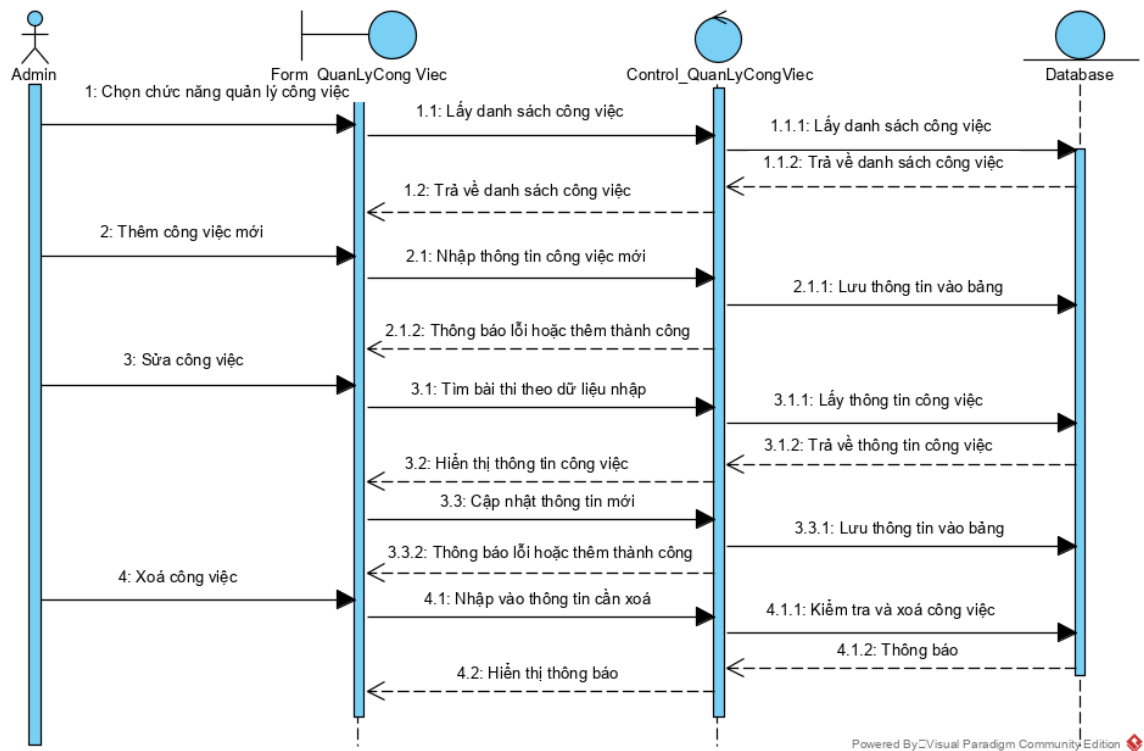 Admin
Form_QuanLyCong Viec
Control_QuanLyCongViec
Database
1: Chọn chức năng quản lý công việc
1.1: Lấy danh sách công việc
1.1.1: Lấy danh sách công việc
1.1.2: Trả về danh sách công việc
1.2: Trả về danh sách công việc
2: Thêm công việc mới
2.1: Nhập thông tin công việc mới
2.1.1: Lưu thông tin vào bảng
2.1.2: Thông báo lỗi hoặc thêm thành công
3: Sửa công việc
3.1: Tìm bài thi theo dữ liệu nhập
3.1.1: Lấy thông tin công việc
3.1.2: Trả về thông tin công việc
3.2: Hiển thị thông tin công việc
3.3: Cập nhật thông tin mới
3.3.1: Lưu thông tin vào bảng
3.3.2: Thông báo lỗi hoặc thêm thành công
4: Xoá công việc
4.1: Nhập vào thông tin cần xoá
4.1.1: Kiểm tra và xoá công việc
4.1.2: Thông báo
4.2: Hiển thị thông báo
Powered By Visual Paradigm Community Edition